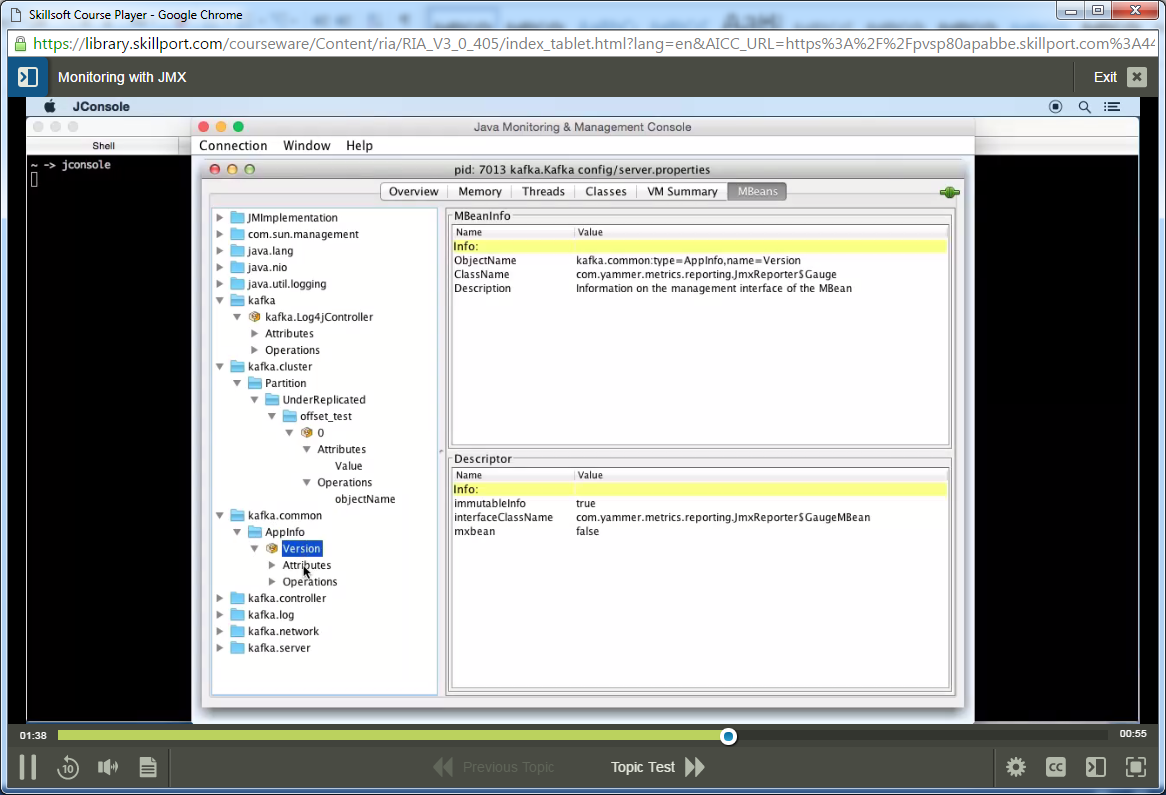 Skillsoft Course Player - Google Chrome
https://library.skillport.com/courseware/Content/ria/RIA_V3_0_405/index_tablet.html?lang=en&AICC_URL=https%3A%2F%2Fpvsp80apabbe.skillport.com%3A44
Monitoring with JMX
Exit
JConsole
Shell
~ -> jconsole
Java Monitoring & Management Console
Connection Window Help
pid: 7013 kafka.Kafka config/server.properties
Overview Memory Threads Classes VM Summary MBeans
JMImplementation
com.sun.management
java.lang
java.nio
java.util.logging
kafka
kafka.Log4jController
Attributes
Operations
kafka.cluster
Partition
UnderReplicated
offset_test
0
Attributes
Value
Operations
objectName
kafka.common
AppInfo
Version
Attributes
Operations
kafka.controller
kafka.log
kafka.network
kafka.server
MBeanInfo
Name Value
Info:
ObjectName kafka.common:type=AppInfo,name=Version
ClassName com.yammer.metrics.reporting.JmxReporter$Gauge
Description Information on the management interface of the MBean
Descriptor
Name Value
Info:
immutableInfo true
interfaceClassName com.yammer.metrics.reporting.JmxReporter$GaugeMBean
mxbean false
01:38
00:55
10
Previous Topic
Topic Test
CC